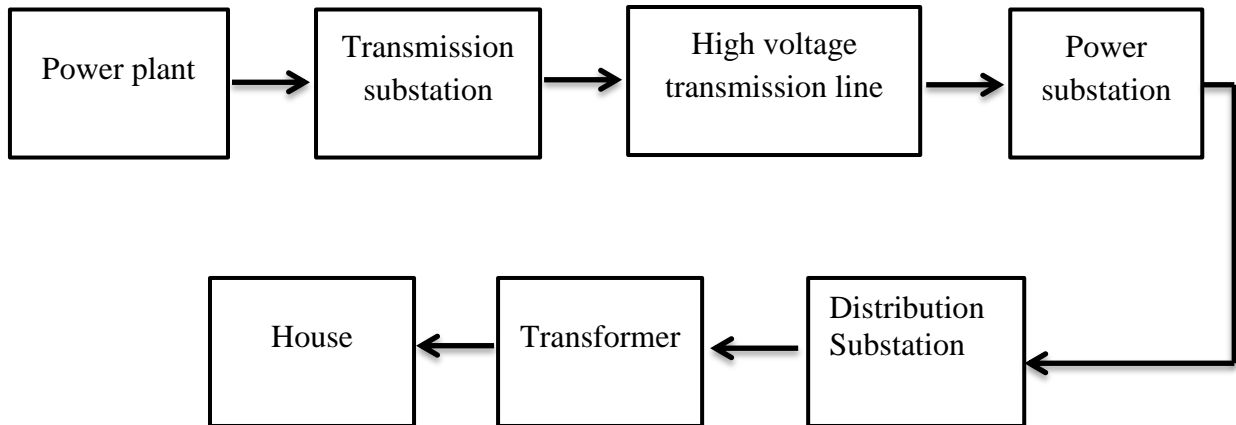 Power plant
Transmission
substation
High voltage
transmission line
Power
substation
Distribution
Substation
Transformer
House